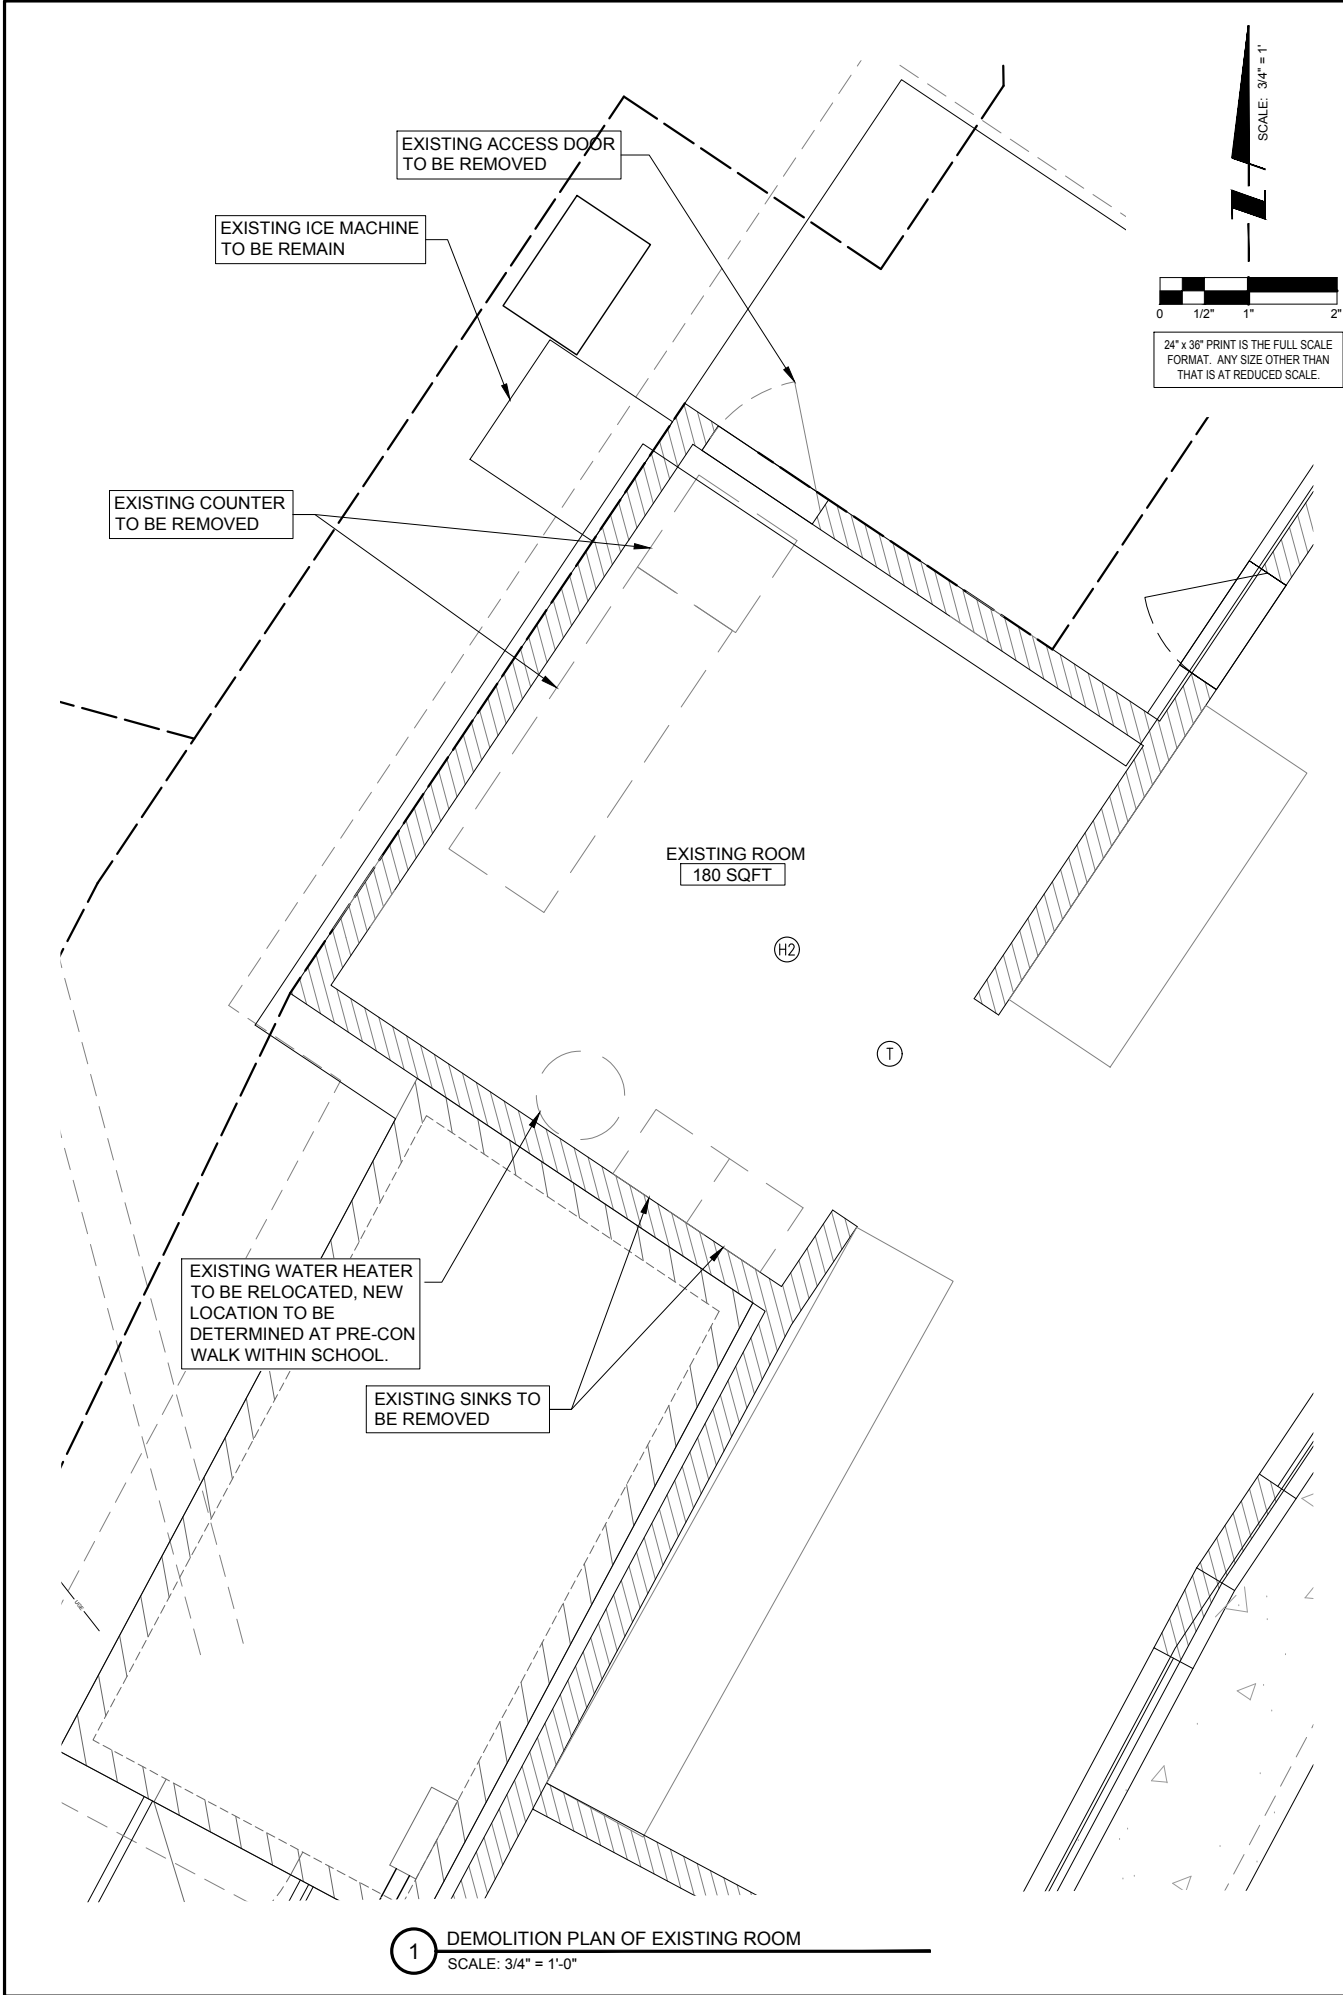 SCALE: 3/4" = 1'
EXISTING ACCESS DOOR
TO BE REMOVED
EXISTING ICE MACHINE
TO BE REMAIN
Z
0 1/2" 1" 2"
24" x 36" PRINT IS THE FULL SCALE
FORMAT. ANY SIZE OTHER THAN
THAT IS AT REDUCED SCALE.
EXISTING COUNTER
TO BE REMOVED
EXISTING ROOM
180 SQFT
H2
T
EXISTING WATER HEATER
TO BE RELOCATED, NEW
LOCATION TO BE
DETERMINED AT PRE-CON
WALK WITHIN SCHOOL.
EXISTING SINKS TO
BE REMOVED
1
DEMOLITION PLAN OF EXISTING ROOM
SCALE: 3/4" = 1'-0"